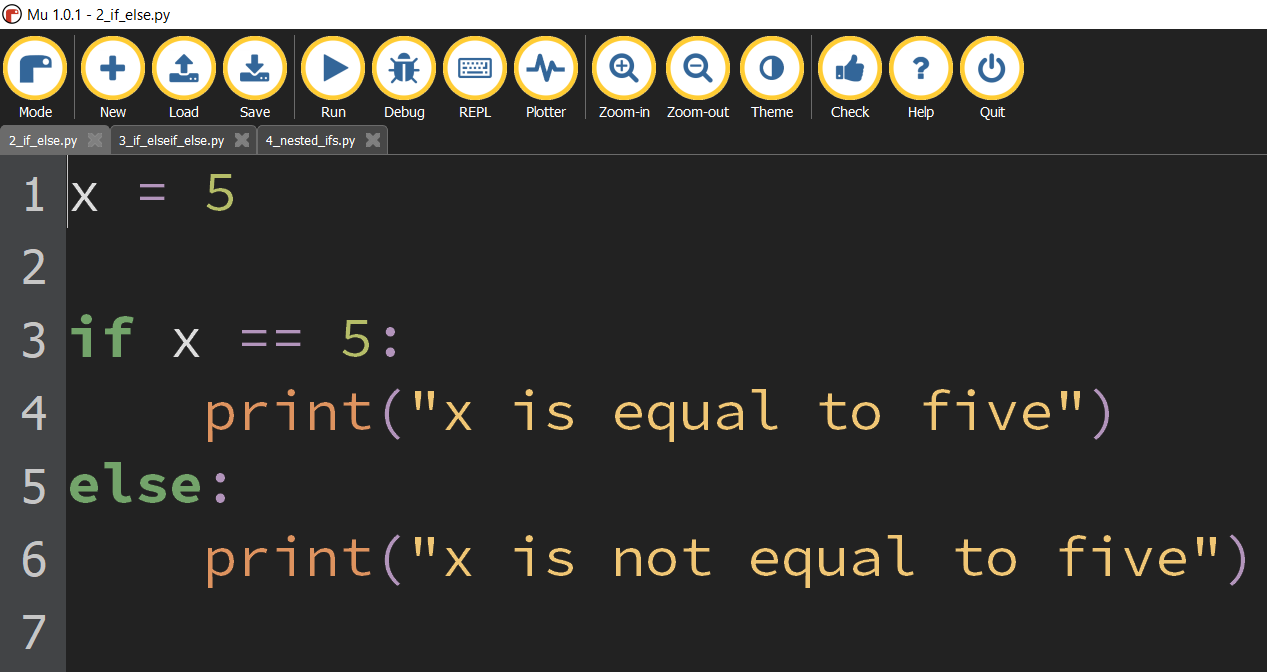 Mu 1.0.1 - 2_if_else.py
Mode New Load Save Run Debug REPL Plotter Zoom-in Zoom-out Theme Check Help Quit
2_if_else.py 3_if_elseif_else.py 4_nested_ifs.py
1 x = 5
2
3 if x == 5:
4     print("x is equal to five")
5 else:
6     print("x is not equal to five")
7